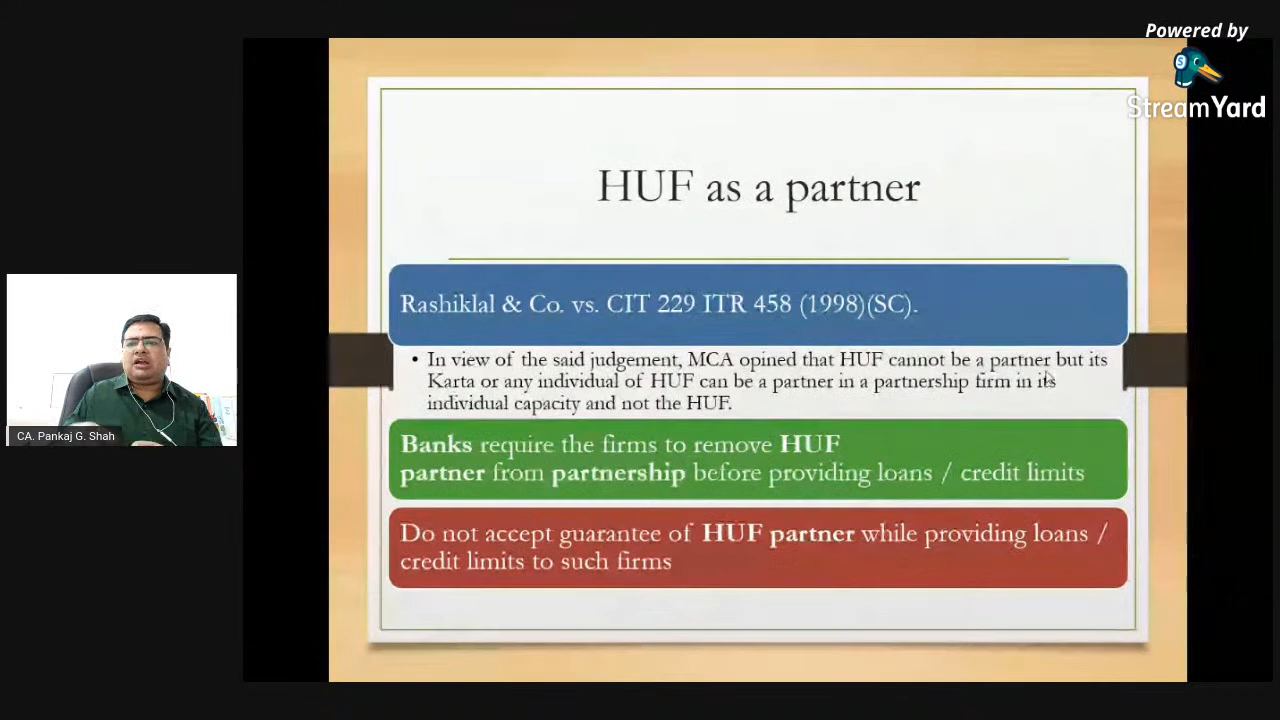 Powered by
StreamYard
HUF as a partner
Rashiklal & Co. vs. CIT 229 ITR 458 (1998)(SC).
• In view of the said judgement, MCA opined that HUF cannot be a partner but its
Karta or any individual of HUF can be a partner in a partnership firm in its
individual capacity and not the HUF.
Banks require the firms to remove HUF
partner from partnership before providing loans / credit limits
Do not accept guarantee of HUF partner while providing loans /
credit limits to such firms
CA. Pankaj G. Shah